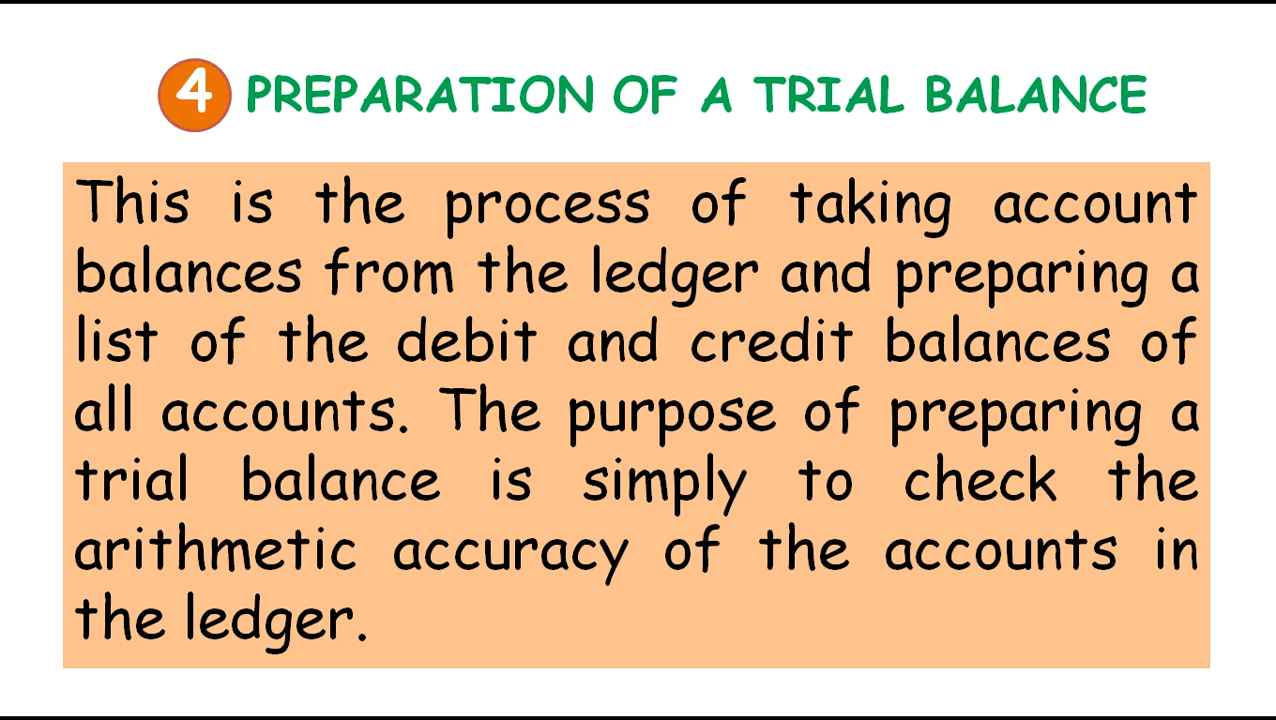 4 PREPARATION OF A TRIAL BALANCE
This is the process of taking account
balances from the ledger and preparing a
list of the debit and credit balances of
all accounts. The purpose of preparing a
trial balance is simply to check the
arithmetic accuracy of the accounts in
the ledger.